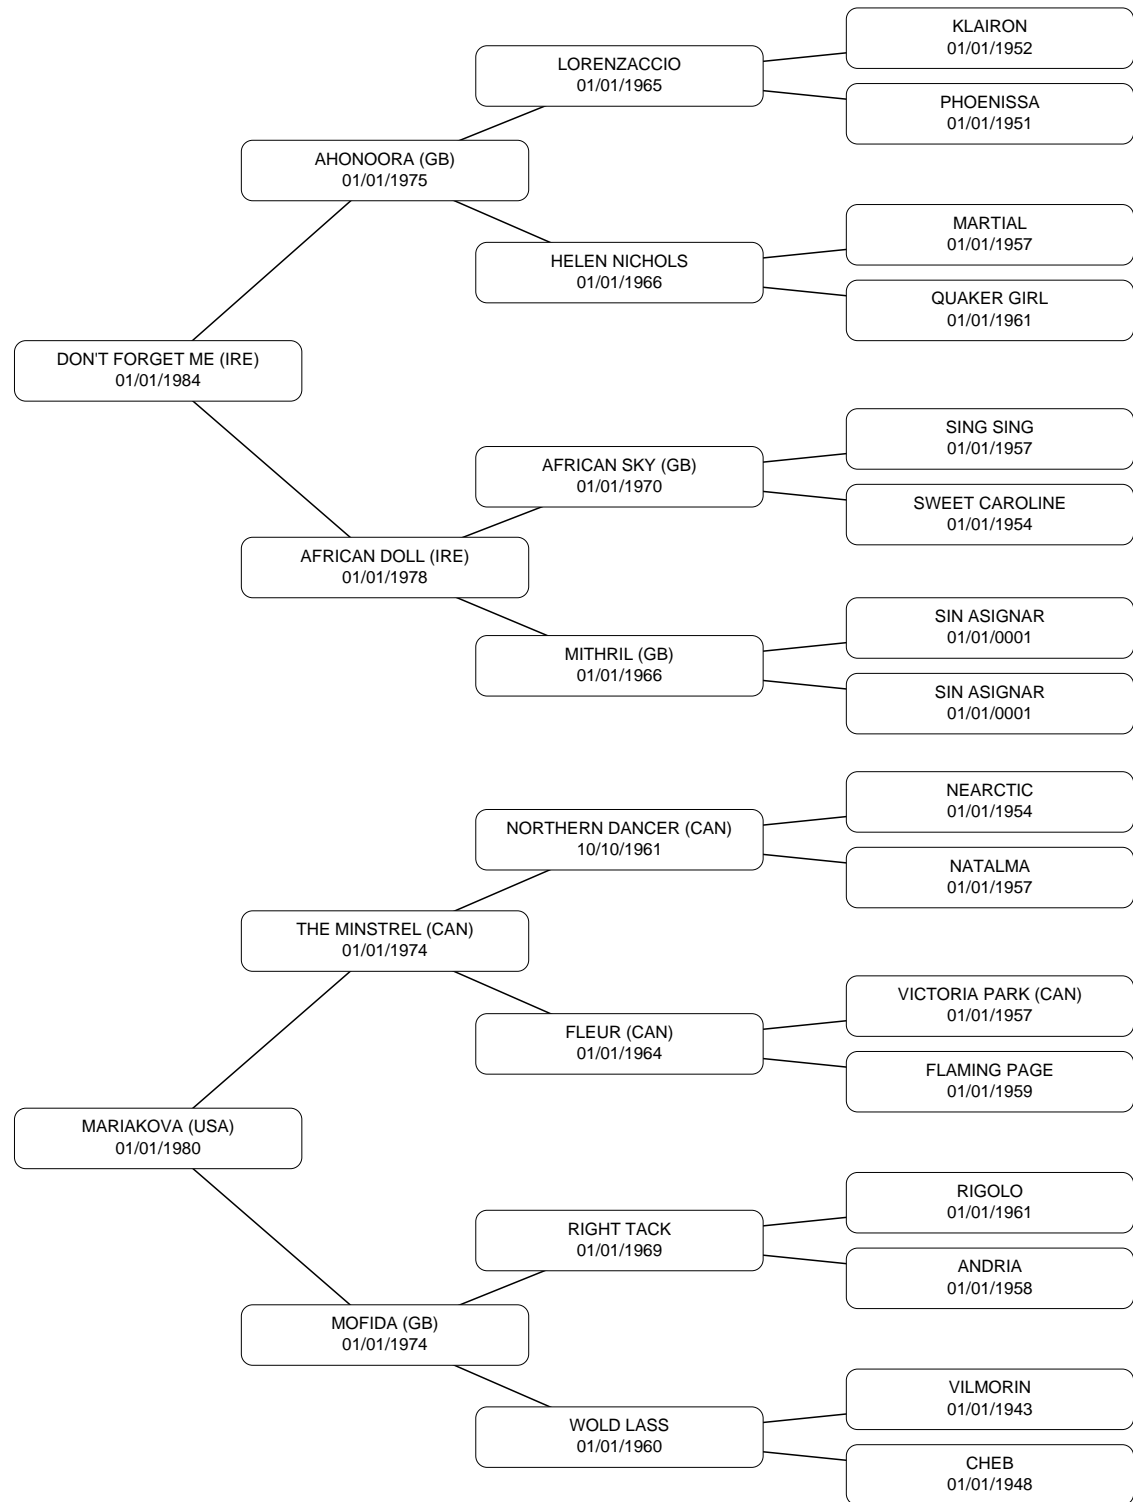 KLAIRON
01/01/1952
LORENZACCIO
01/01/1965
PHOENISSA
01/01/1951
AHONOORA (GB)
01/01/1975
MARTIAL
01/01/1957
HELEN NICHOLS
01/01/1966
QUAKER GIRL
01/01/1961
DON'T FORGET ME (IRE)
01/01/1984
SING SING
01/01/1957
AFRICAN SKY (GB)
01/01/1970
SWEET CAROLINE
01/01/1954
AFRICAN DOLL (IRE)
01/01/1978
SIN ASIGNAR
01/01/0001
MITHRIL (GB)
01/01/1966
SIN ASIGNAR
01/01/0001
NEARCTIC
01/01/1954
NORTHERN DANCER (CAN)
10/10/1961
NATALMA
01/01/1957
THE MINSTREL (CAN)
01/01/1974
VICTORIA PARK (CAN)
01/01/1957
FLEUR (CAN)
01/01/1964
FLAMING PAGE
01/01/1959
MARIAKOVA (USA)
01/01/1980
RIGOLO
01/01/1961
RIGHT TACK
01/01/1969
ANDRIA
01/01/1958
MOFIDA (GB)
01/01/1974
VILMORIN
01/01/1943
WOLD LASS
01/01/1960
CHEB
01/01/1948